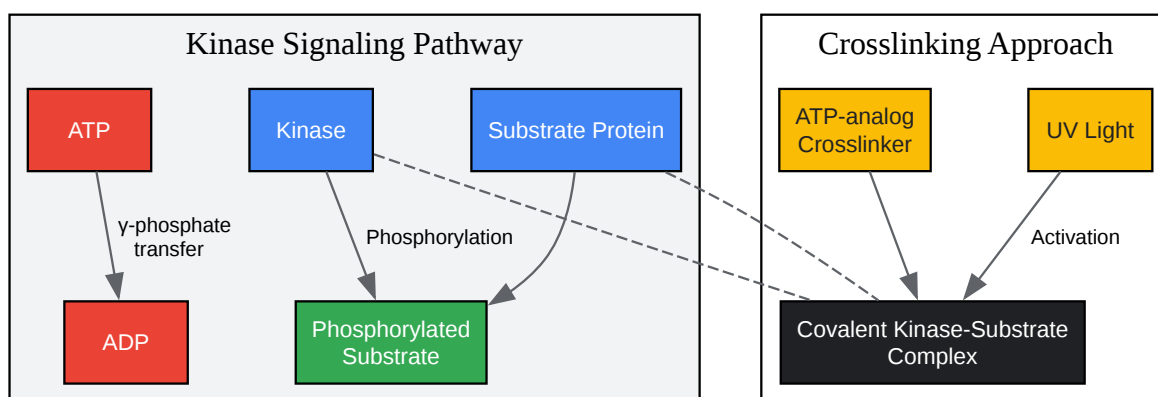 Kinase Signaling Pathway
ATP
Kinase
Substrate Protein
γ-phosphate
transfer
Phosphorylation
ADP
Phosphorylated
Substrate
Crosslinking Approach
ATP-analog
Crosslinker
UV Light
Activation
Covalent Kinase-Substrate
Complex